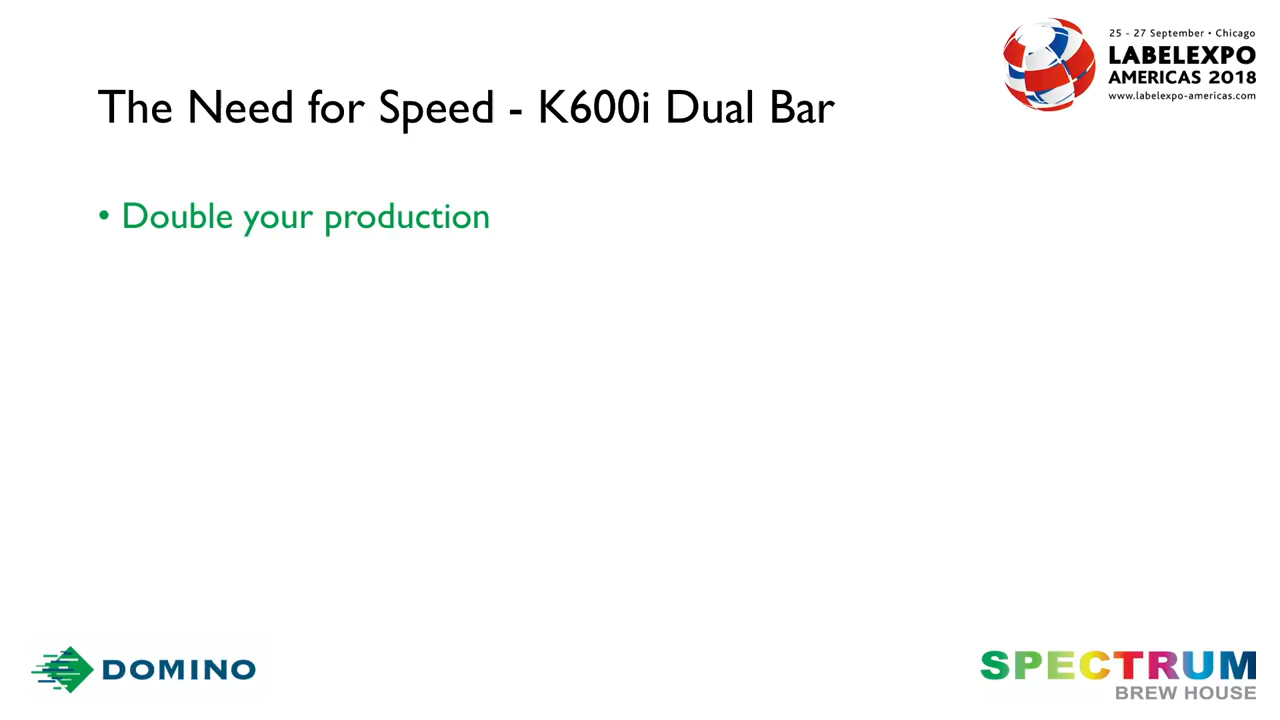 25 - 27 September • Chicago
LABELEXPO
AMERICAS 2018
www.labelexpo-americas.com
The Need for Speed - K600i Dual Bar
• Double your production
DOMINO
SPECTRUM
BREW HOUSE